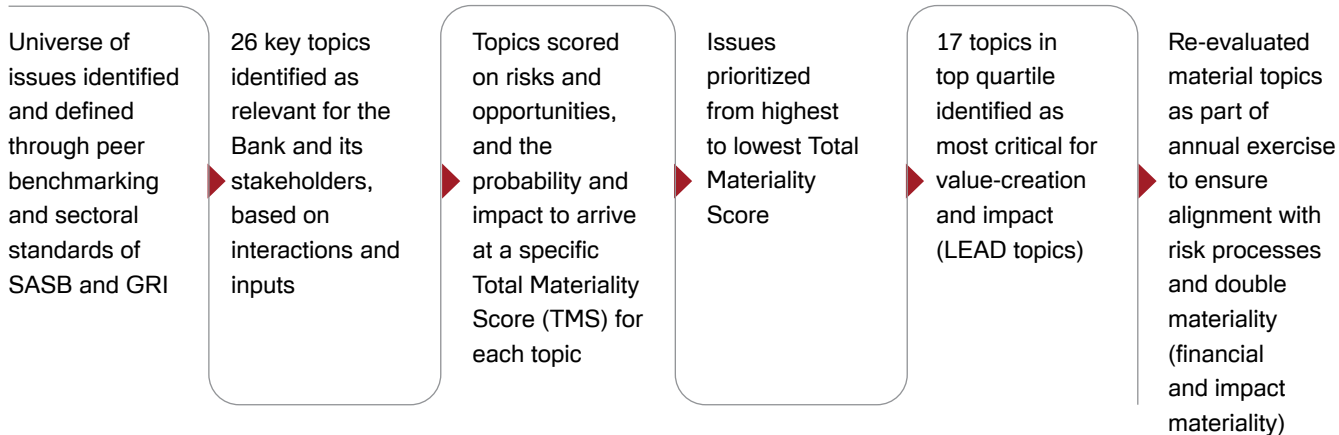 Universe of
issues identified
and defined
through peer
benchmarking
and sectoral
standards of
SASB and GRI
26 key topics
identified as
relevant for the
Bank and its
stakeholders,
based on
interactions and
inputs
Topics scored
on risks and
opportunities,
and the
probability and
impact to arrive
at a specific
Total Materiality
Score (TMS) for
each topic
Issues
prioritized
from highest
to lowest Total
Materiality
Score
17 topics in
top quartile
identified as
most critical for
value-creation
and impact
(LEAD topics)
Re-evaluated
material topics
as part of
annual exercise
to ensure
alignment with
risk processes
and double
materiality
(financial
and impact
materiality)